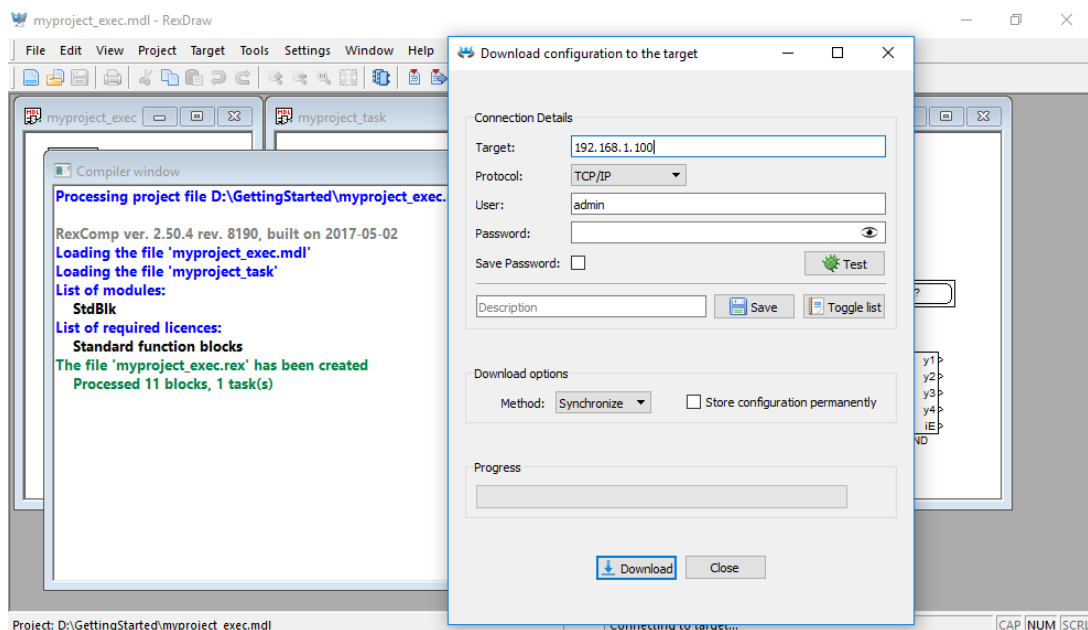 myproject_exec.mdl - RexDraw
File Edit View Project Target Tools Settings Window Help
myproject_exec
myproject_task
Compiler window
Processing project file D:\GettingStarted\myproject_exec.
RexComp ver. 2.50.4 rev. 8190, built on 2017-05-02
Loading the file 'myproject_exec.mdl'
Loading the file 'myproject_task'
List of modules:
StdBlk
List of required licences:
Standard function blocks
The file 'myproject_exec.rex' has been created
Processed 11 blocks, 1 task(s)
Download configuration to the target
Connection Details
Target: 192.168.1.100
Protocol: TCP/IP
User: admin
Password:
Save Password: Test
Description Save Toggle list
Download options
Method: Synchronize Store configuration permanently
Progress
Download Close
?
y1
y2
y3
y4
iE
ND
Project: D:\GettingStarted\myproject_exec.mdl
Connecting to target...
CAP NUM SCRL